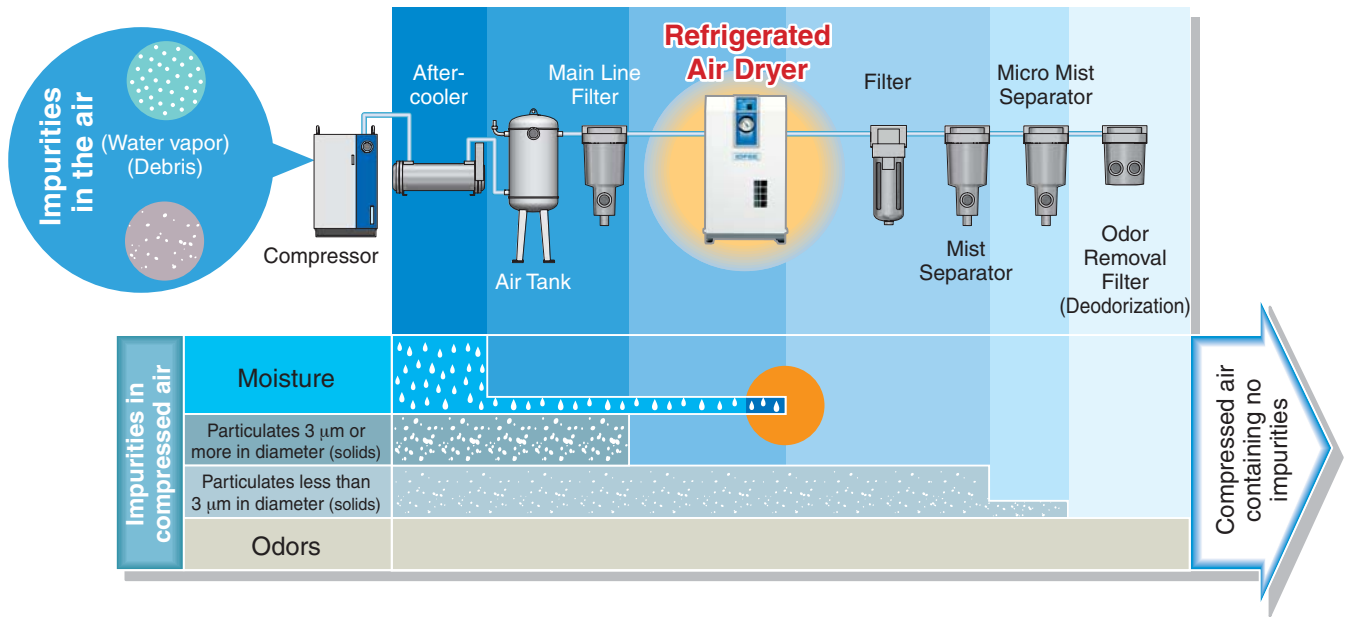 Impurities
in the air
(Water vapor)
(Debris)
Compressor
After-
cooler
Air Tank
Main Line
Filter
Refrigerated
Air Dryer
Filter
Mist
Separator
Micro Mist
Separator
Odor
Removal
Filter
(Deodorization)
Impurities in
compressed air
Moisture
Particulates 3 µm or
more in diameter (solids)
Particulates less than
3 µm in diameter (solids)
Odors
Compressed air
containing no
impurities